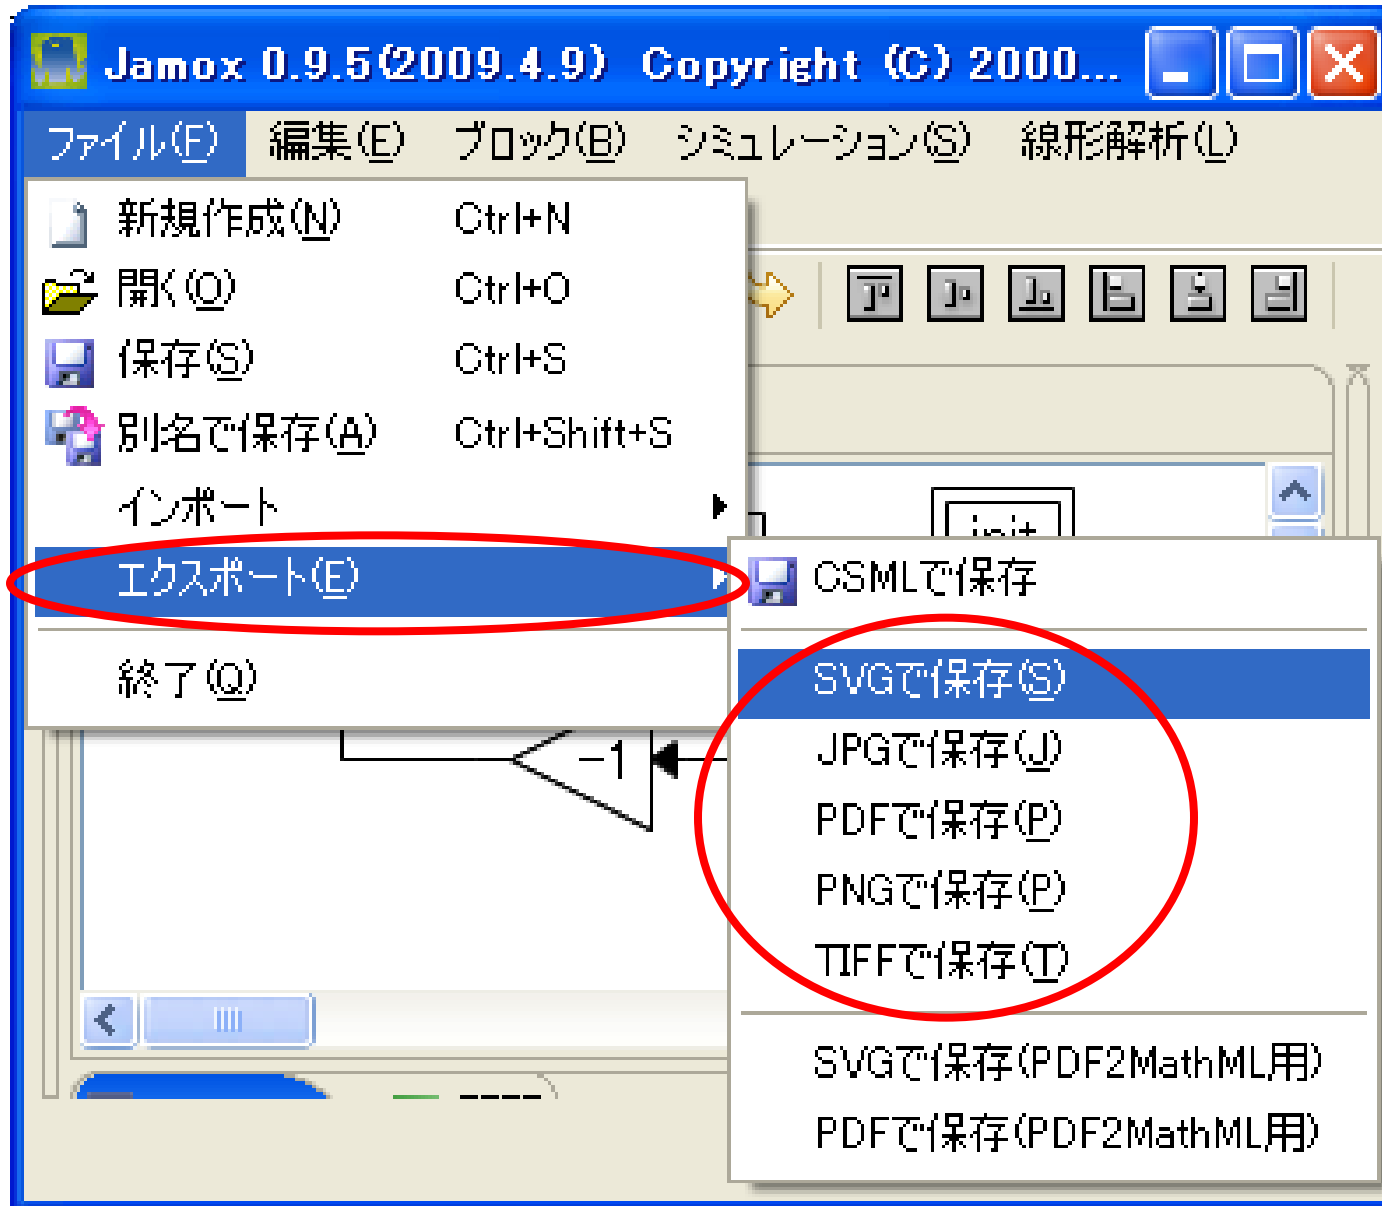 Jamox 0.9.5(2009.4.9) Copyright (C) 2000...
ファイル(F) 編集(E) ブロック(B) シミュレーション(S) 線形解析(L)
新規作成(N) Ctrl+N
開く(O) Ctrl+O
保存(S) Ctrl+S
別名で保存(A) Ctrl+Shift+S
インポート
init
エクスポート(E)
CSMLで保存
終了(Q)
SVGで保存(S)
-1
JPGで保存(J)
PDFで保存(P)
PNGで保存(P)
TIFFで保存(T)
SVGで保存(PDF2MathML用)
PDFで保存(PDF2MathML用)